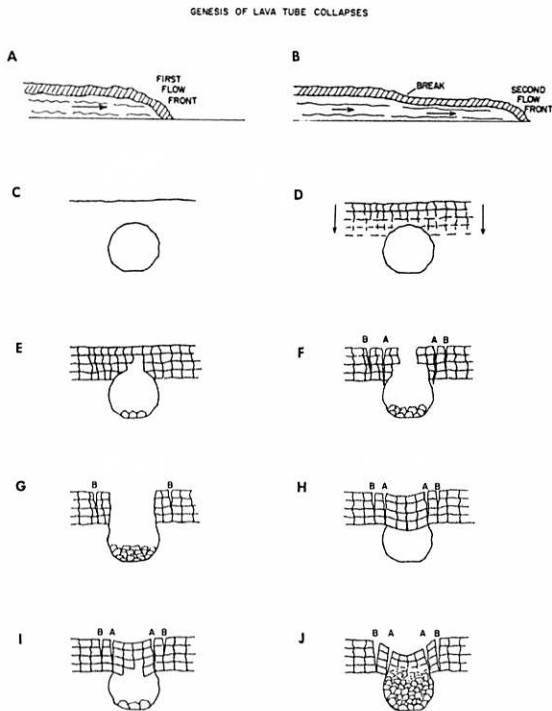 GENESIS OF LAVA TUBE COLLAPSES
A
FIRST
FLOW
FRONT
B
BREAK
SECOND
FLOW
FRONT
C
D
E
B A A
F
B A A B
G
B B
H
B A A B
I
B A A B
J
B A A B